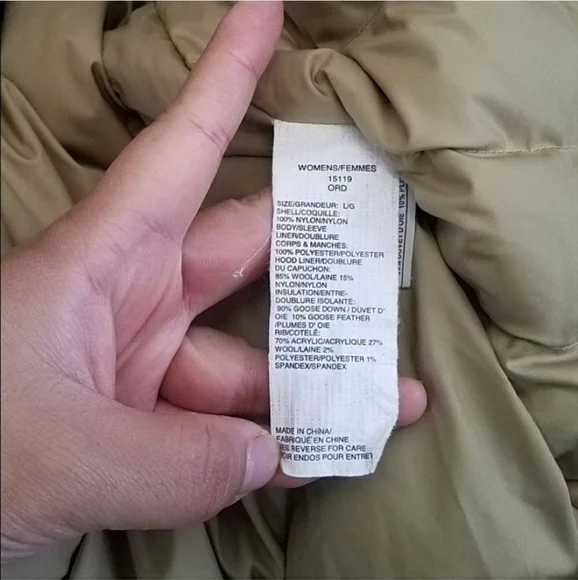 WOMENS/FEMMES
15119
ORD
SIZE/GRANDEUR: L/G
SHELL/COQUILLE:
100% NYLON/NYLON
BODY/SLEEVE
LINER/DOUBLURE
CORPS & MANCHES:
100% POLYESTER/POLYESTER
HOOD LINER/DOUBLURE
DU CAPUCHON:
85% WOOL/LAINE 15%
NYLON/NYLON
INSULATION/ENTRE-
DOUBLURE ISOLANTE:
90% GOOSE DOWN / DUVET D'
OIE 10% GOOSE FEATHER
/PLUMES D' OIE
RIB/COTELÉ:
70% ACRYLIC/ACRYLIQUE 27%
WOOL/LAINE 2%
POLYESTER/POLYESTER 1%
SPANDEX/SPANDEX
MADE IN CHINA/
FABRIQUÉ EN CHINE
REVERSE FOR CARE
ENDOS POUR
D'OIE 10%